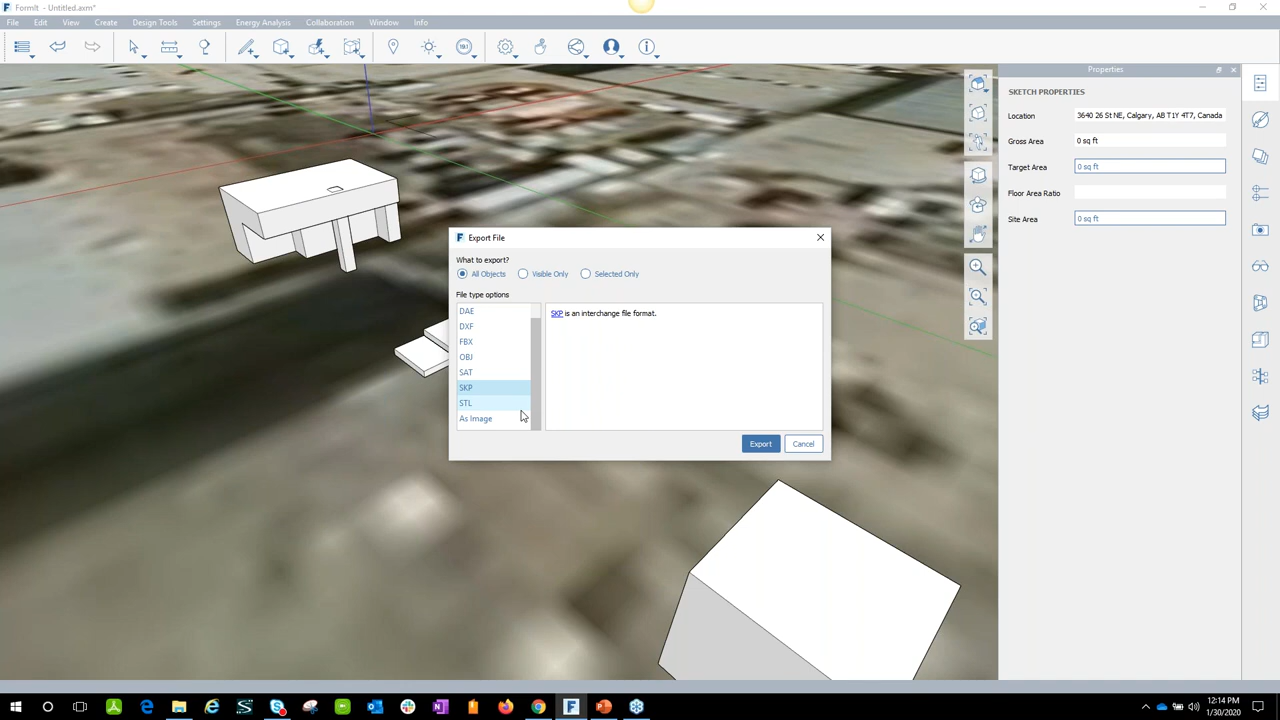 FormIt - Untitled.axm*
File Edit View Create Design Tools Settings Energy Analysis Collaboration Window Info
Properties
SKETCH PROPERTIES
Location 3640 26 St NE, Calgary, AB T1Y 4T7, Canada
Gross Area 0 sq ft
Target Area 0 sq ft
Floor Area Ratio
Site Area 0 sq ft
Export File
What to export?
All Objects Visible Only Selected Only
File type options
DAE
DXF
FBX
OBJ
SAT
SKP
STL
As Image
SKP is an interchange file format.
Export Cancel
12:14 PM
1/30/2020